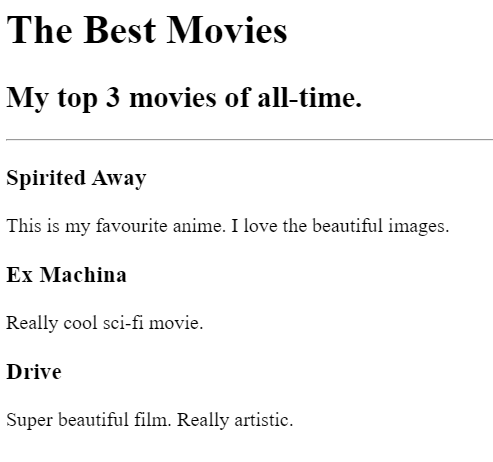 The Best Movies
My top 3 movies of all-time.
Spirited Away
This is my favourite anime. I love the beautiful images.
Ex Machina
Really cool sci-fi movie.
Drive
Super beautiful film. Really artistic.